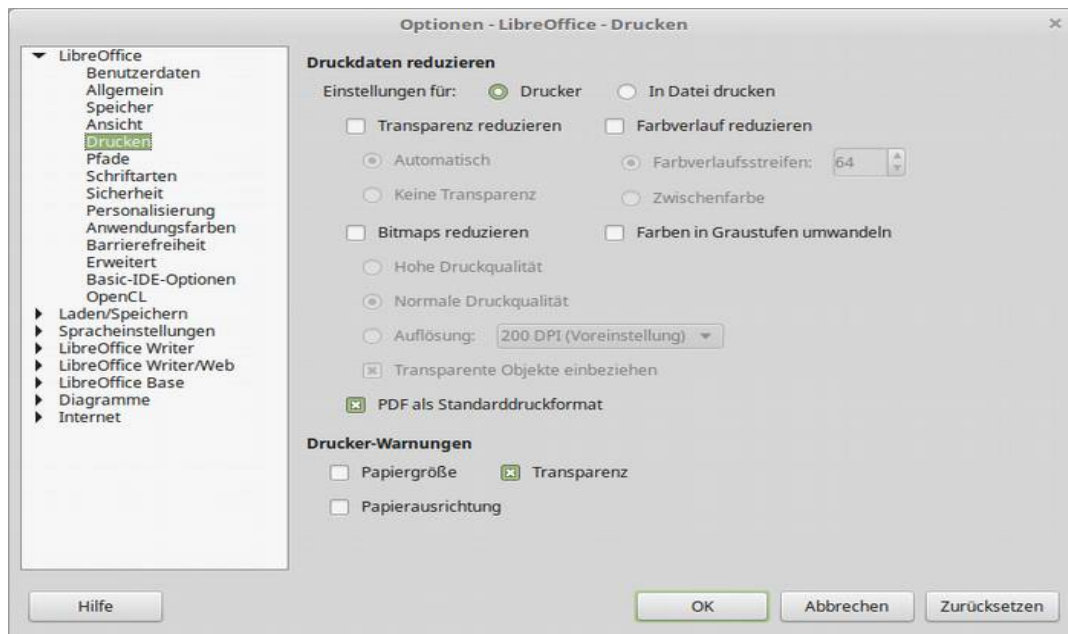 Optionen - LibreOffice - Drucken
LibreOffice
Benutzerdaten
Allgemein
Speicher
Ansicht
Drucken
Pfade
Schriftarten
Sicherheit
Personalisierung
Anwendungsfarben
Barrierefreiheit
Erweitert
Basic-IDE-Optionen
OpenCL
Laden/Speichern
Spracheinstellungen
LibreOffice Writer
LibreOffice Writer/Web
LibreOffice Base
Diagramme
Internet
Druckdaten reduzieren
Einstellungen für: Drucker In Datei drucken
Transparenz reduzieren Farbverlauf reduzieren
Automatisch Farbverlaufsstreifen: 64
Keine Transparenz Zwischenfarbe
Bitmaps reduzieren Farben in Graustufen umwandeln
Hohe Druckqualität
Normale Druckqualität
Auflösung: 200 DPI (Voreinstellung)
Transparente Objekte einbeziehen
PDF als Standarddruckformat
Drucker-Warnungen
Papiergröße Transparenz
Papierausrichtung
Hilfe OK Abbrechen Zurücksetzen